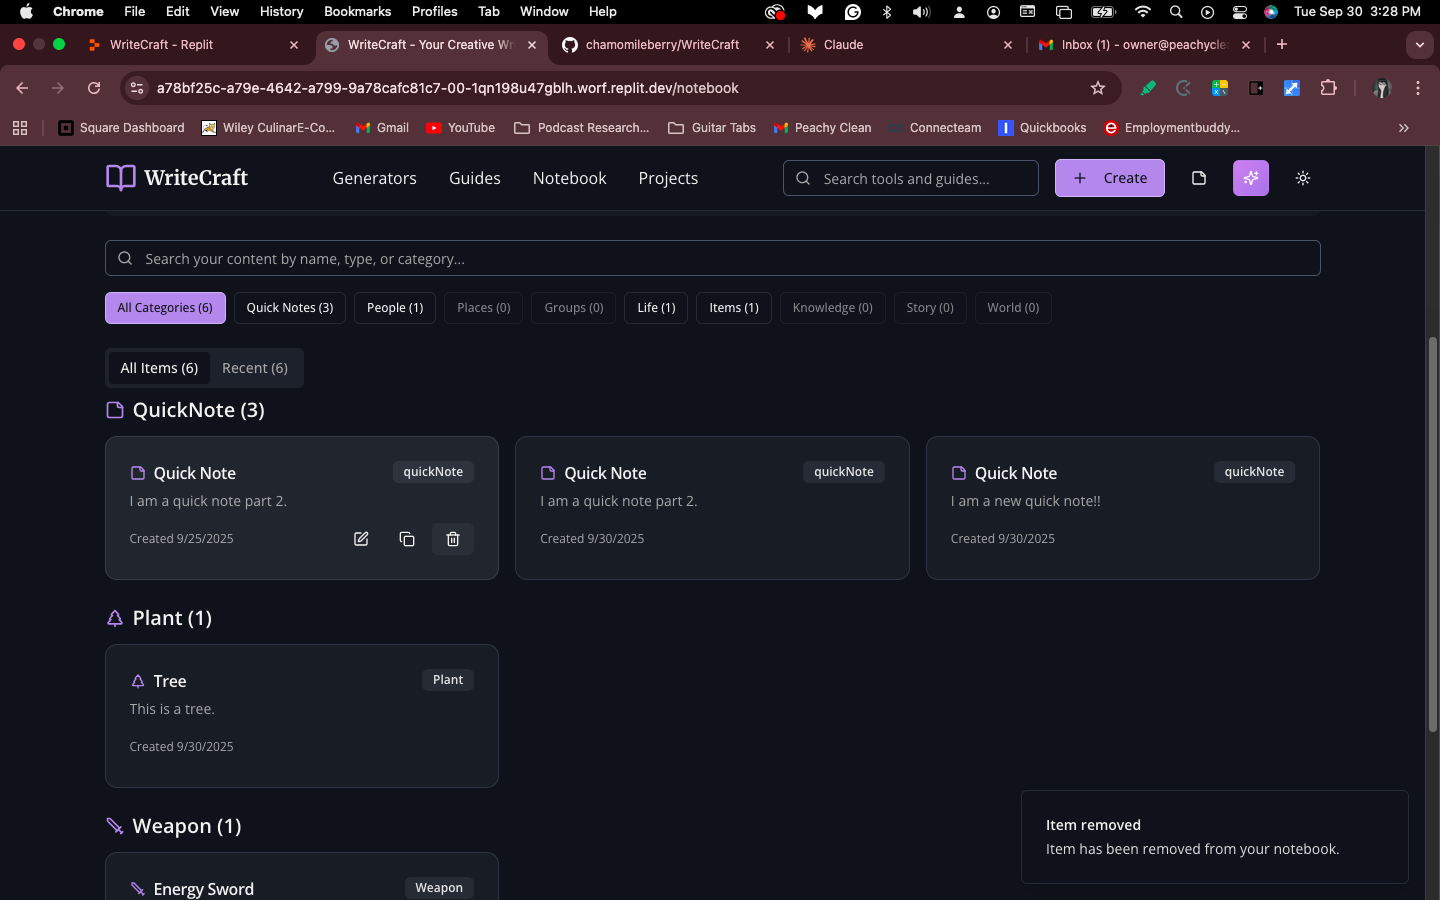 Chrome File Edit View History Bookmarks Profiles Tab Window Help Tue Sep 30 3:28 PM
WriteCraft - Replit WriteCraft - Your Creative Wr chamomileberry/WriteCraft Claude Inbox (1) - owner@peachycle
a78bf25c-a79e-4642-a799-9a78cafc81c7-00-1qn198u47gblh.worf.replit.dev/notebook
Square Dashboard Wiley CulinarE-Co... Gmail YouTube Podcast Research... Guitar Tabs Peachy Clean Connecteam Quickbooks Employmentbuddy...
WriteCraft Generators Guides Notebook Projects Search tools and guides... Create
Search your content by name, type, or category...
All Categories (6) Quick Notes (3) People (1) Places (0) Groups (0) Life (1) Items (1) Knowledge (0) Story (0) World (0)
All Items (6) Recent (6)
QuickNote (3)
Quick Note quickNote
I am a quick note part 2.
Created 9/25/2025
Quick Note quickNote
I am a quick note part 2.
Created 9/30/2025
Quick Note quickNote
I am a new quick note!!
Created 9/30/2025
Plant (1)
Tree Plant
This is a tree.
Created 9/30/2025
Weapon (1)
Energy Sword Weapon
Item removed
Item has been removed from your notebook.